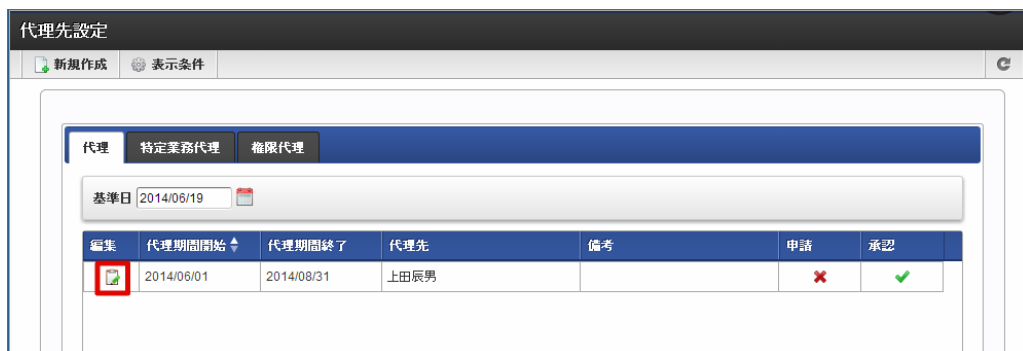 代理先設定
新規作成 表示条件
代理 特定業務代理 権限代理
基準日 2014/06/19
編集 代理期間開始 代理期間終了 代理先 備考 申請 承認
2014/06/01 2014/08/31 上田辰男